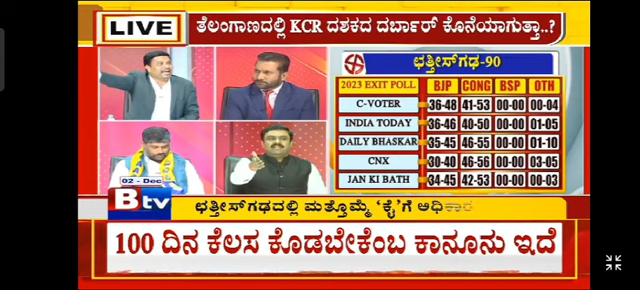 LIVE
ತೆಲಂಗಾಣದಲ್ಲಿ KCR ದಶಕದ ದರ್ಬಾರ್ ಕೊನೆಯಾಗುತ್ತಾ..?
ಛತ್ತೀಸ್‌ಗಢ-90
2023 EXIT POLL BJP CONG BSP OTH
C-VOTER 36-48 41-53 00-00 00-04
INDIA TODAY 36-46 40-50 00-00 01-05
DAILY BHASKAR 35-45 46-55 00-00 01-10
CNX 30-40 46-56 00-00 03-05
JAN KI BATH 34-45 42-53 00-00 00-03
02 - Dec
Btv
ಛತ್ತೀಸ್‌ಗಢದಲ್ಲಿ ಮತ್ತೊಮ್ಮೆ 'ಕೈ'ಗೆ ಅಧಿಕಾರ
100 ದಿನ ಕೆಲಸ ಕೊಡಬೇಕೆಂಬ ಕಾನೂನು ಇದೆ